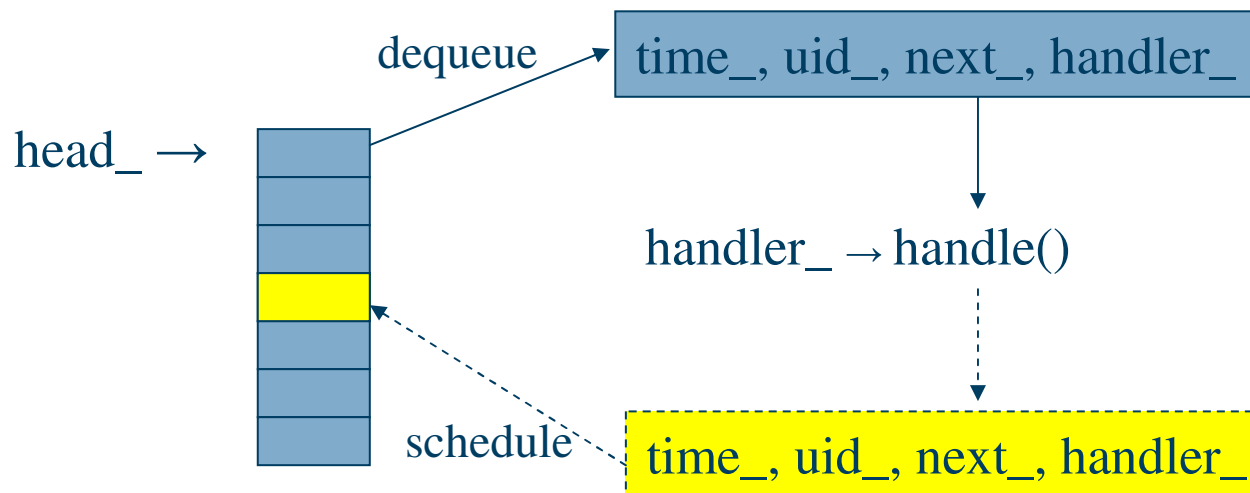 dequeue
time_, uid_, next_, handler_
head_ →
handler_ → handle()
schedule
time_, uid_, next_, handler_